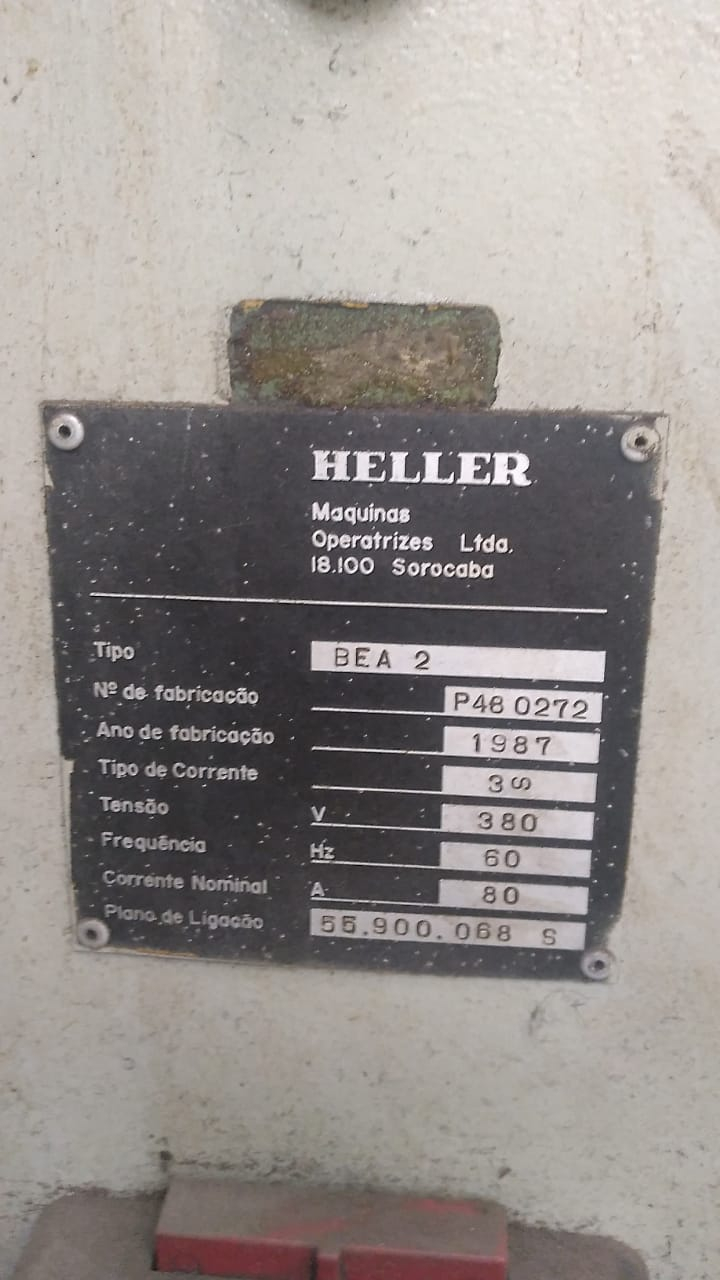 HELLER
Maquinas
Operatrizes Ltda.
18.100 Sorocaba
Tipo BEA 2
Nº de fabricação P48 0272
Ano de fabricação 1987
Tipo de Corrente 3 ∽
Tensão V 380
Frequência Hz 60
Corrente Nominal A 80
Plano de Ligação 55.900.068 S